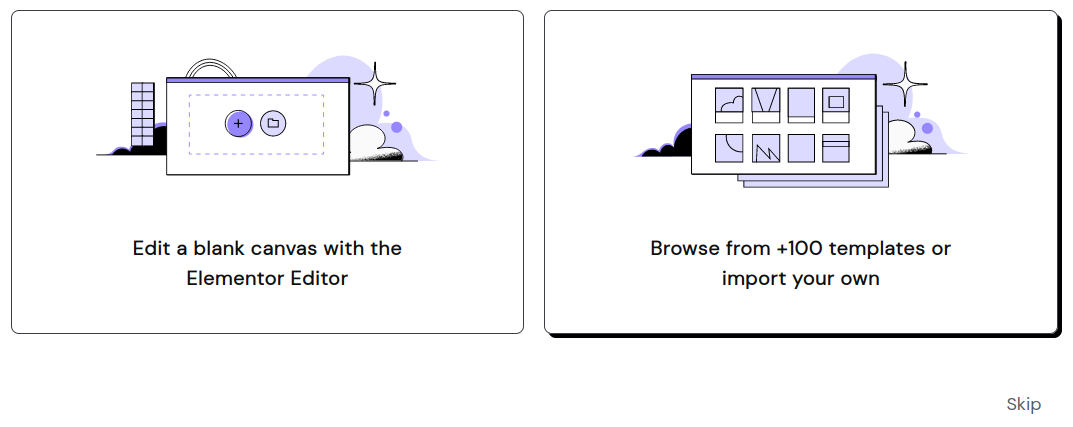 Edit a blank canvas with the
Elementor Editor
Browse from +100 templates or
import your own
Skip